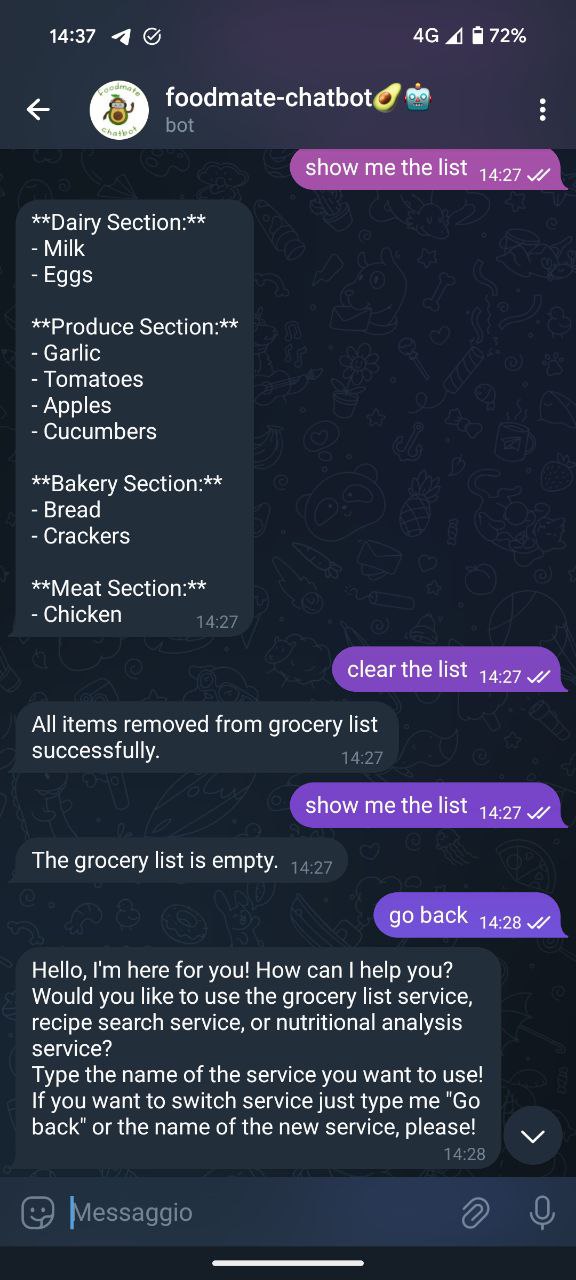 14:37
4G 72%
foodmate
chatbot
foodmate-chatbot🥑🤖
bot
show me the list 14:27
**Dairy Section:**
- Milk
- Eggs
**Produce Section:**
- Garlic
- Tomatoes
- Apples
- Cucumbers
**Bakery Section:**
- Bread
- Crackers
**Meat Section:**
- Chicken 14:27
clear the list 14:27
All items removed from grocery list
successfully. 14:27
show me the list 14:27
The grocery list is empty. 14:27
go back 14:28
Hello, I'm here for you! How can I help you?
Would you like to use the grocery list service,
recipe search service, or nutritional analysis
service?
Type the name of the service you want to use!
If you want to switch service just type me "Go
back" or the name of the new service, please!
14:28
Messaggio